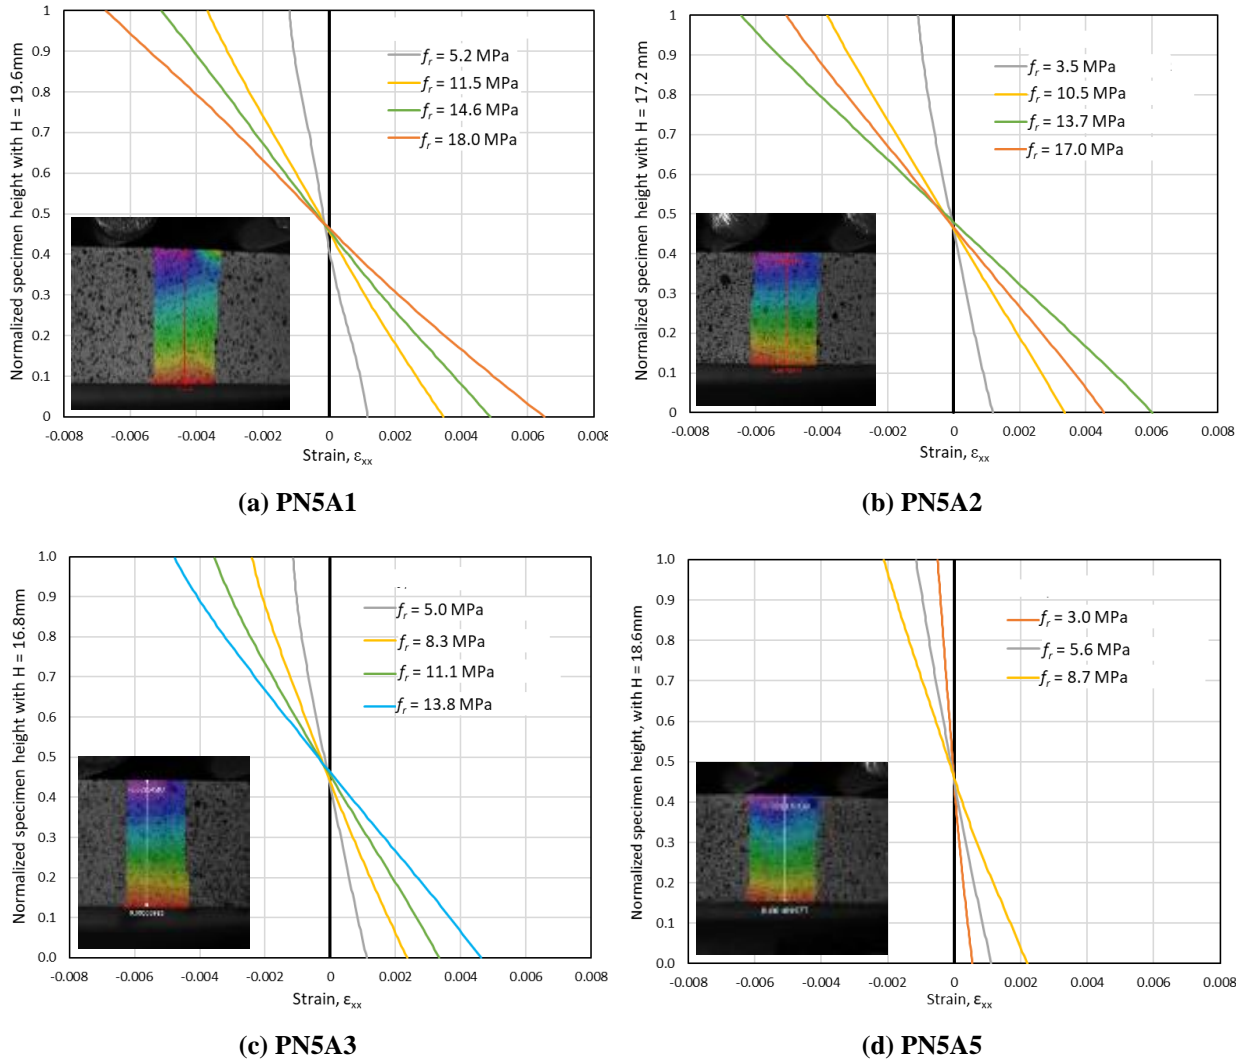 Normalized specimen height with H = 19.6mm
1
0.9
0.8
0.7
0.6
0.5
0.4
0.3
0.2
0.1
0
fr = 5.2 MPa
fr = 11.5 MPa
fr = 14.6 MPa
fr = 18.0 MPa
-0.008 -0.006 -0.004 -0.002 0 0.002 0.004 0.006 0.008
Strain, εxx
(a) PN5A1
Normalized specimen height with H = 17.2 mm
1
0.9
0.8
0.7
0.6
0.5
0.4
0.3
0.2
0.1
0
fr = 3.5 MPa
fr = 10.5 MPa
fr = 13.7 MPa
fr = 17.0 MPa
-0.008 -0.006 -0.004 -0.002 0 0.002 0.004 0.006 0.008
Strain, εxx
(b) PN5A2
Normalized specimen height with H = 16.8mm
1.0
0.9
0.8
0.7
0.6
0.5
0.4
0.3
0.2
0.1
0.0
fr = 5.0 MPa
fr = 8.3 MPa
fr = 11.1 MPa
fr = 13.8 MPa
-0.008 -0.006 -0.004 -0.002 0 0.002 0.004 0.006 0.008
Strain, εxx
(c) PN5A3
Normalized specimen height, with H = 18.6mm
1.0
0.9
0.8
0.7
0.6
0.5
0.4
0.3
0.2
0.1
0.0
fr = 3.0 MPa
fr = 5.6 MPa
fr = 8.7 MPa
-0.008 -0.006 -0.004 -0.002 0 0.002 0.004 0.006 0.008
Strain, εxx
(d) PN5A5